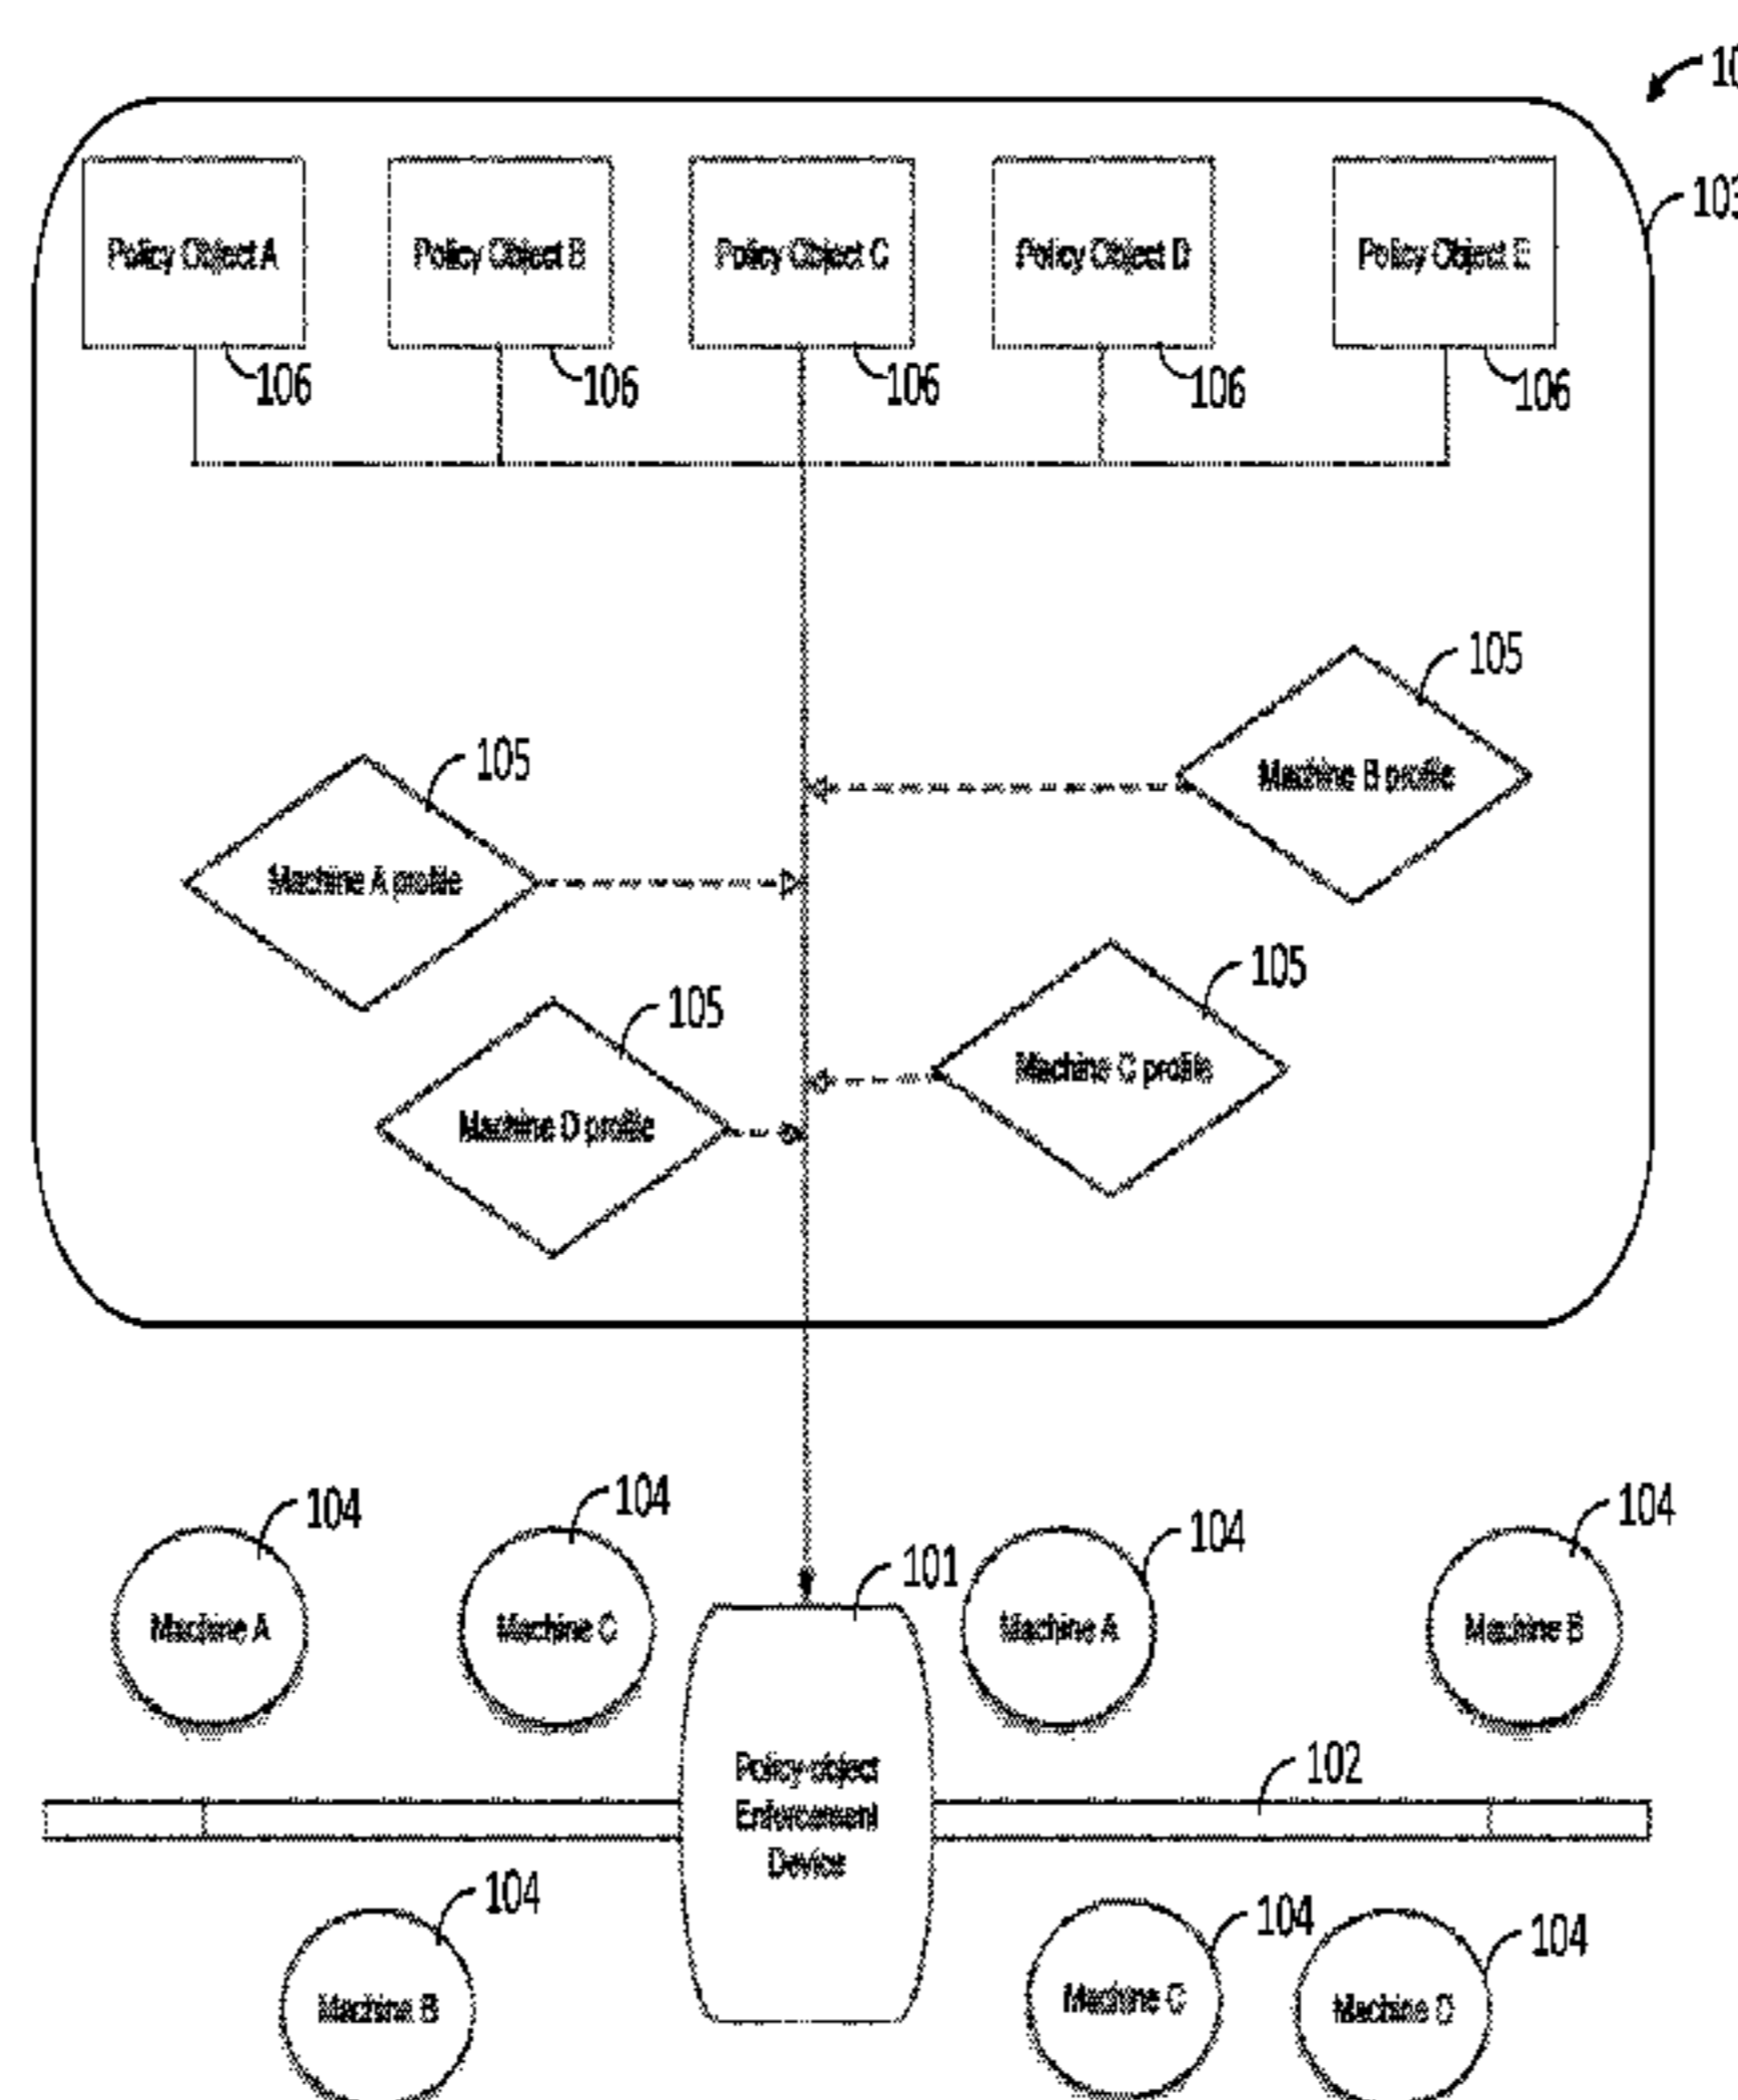 103
Policy Object A
Policy Object B
Policy Object C
Policy Object D
Policy Object E
106
106
106
106
106
105
Machine B profile
105
Machine A profile
105
Machine C profile
105
Machine D profile
104
104
104
104
101
Machine A
Machine C
Machine A
Machine B
102
Policy object
Enforcement
Device
104
104
104
Machine B
Machine C
Machine D